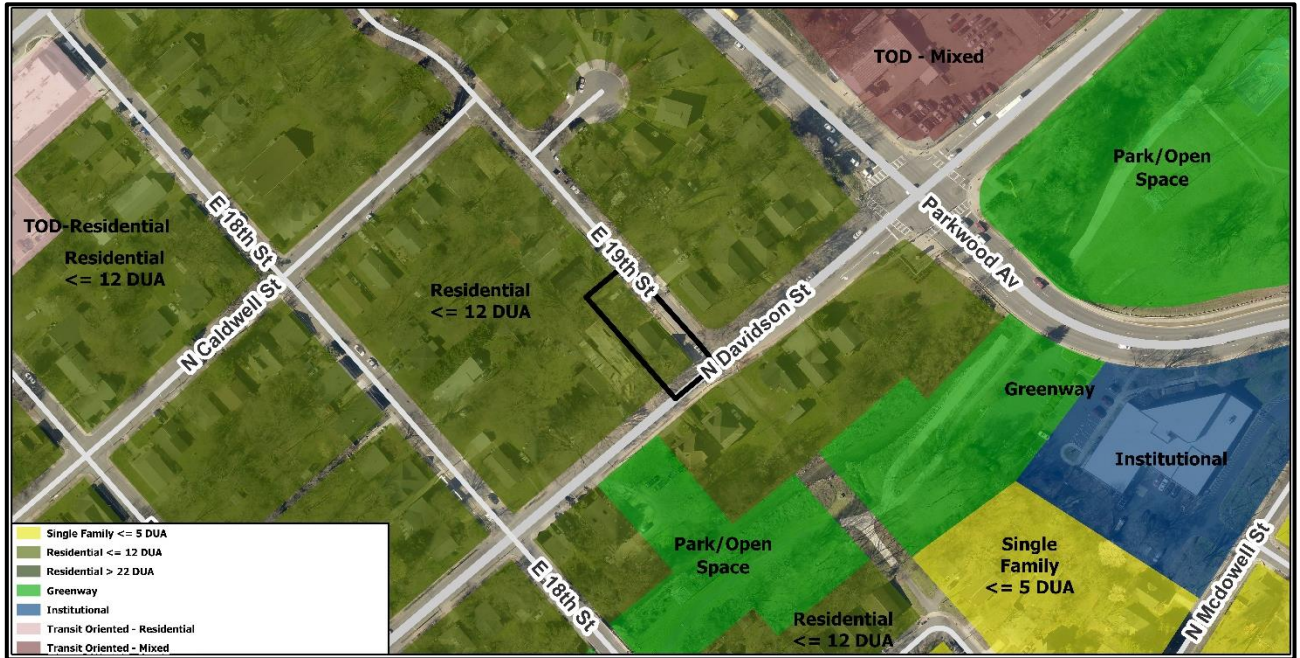 TOD - Mixed
Park/Open
Space
E 18th St
TOD-Residential
Residential
<= 12 DUA
N Caldwell St
Residential
<= 12 DUA
E 19th St
N Davidson St
Parkwood Av
Greenway
Institutional
Park/Open
Space
Single
Family
<= 5 DUA
E 18th St
Residential
<= 12 DUA
N Mcdowell St
Single Family <= 5 DUA
Residential <= 12 DUA
Residential > 22 DUA
Greenway
Institutional
Transit Oriented - Residential
Transit Oriented - Mixed